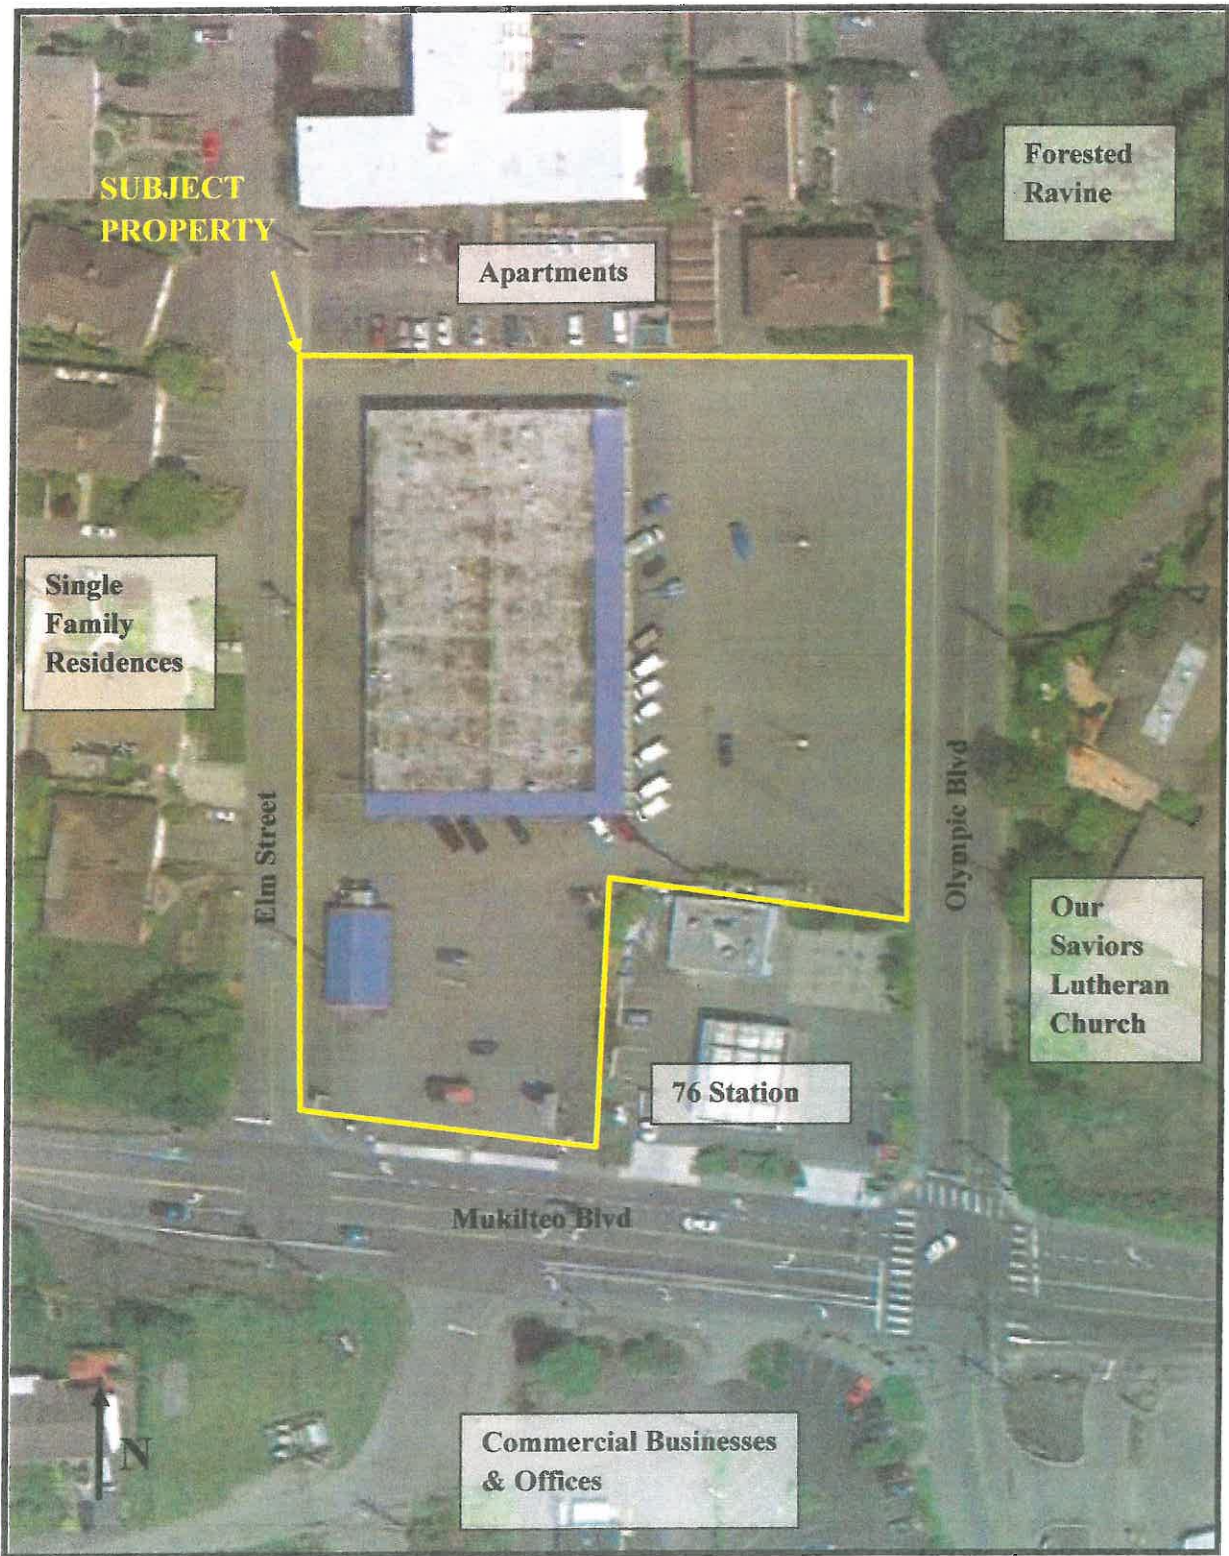 Forested
Ravine
SUBJECT
PROPERTY
Apartments
Single
Family
Residences
Elm Street
Olympic Blvd
Our
Saviors
Lutheran
Church
76 Station
Mukilteo Blvd
N
Commercial Businesses
& Offices